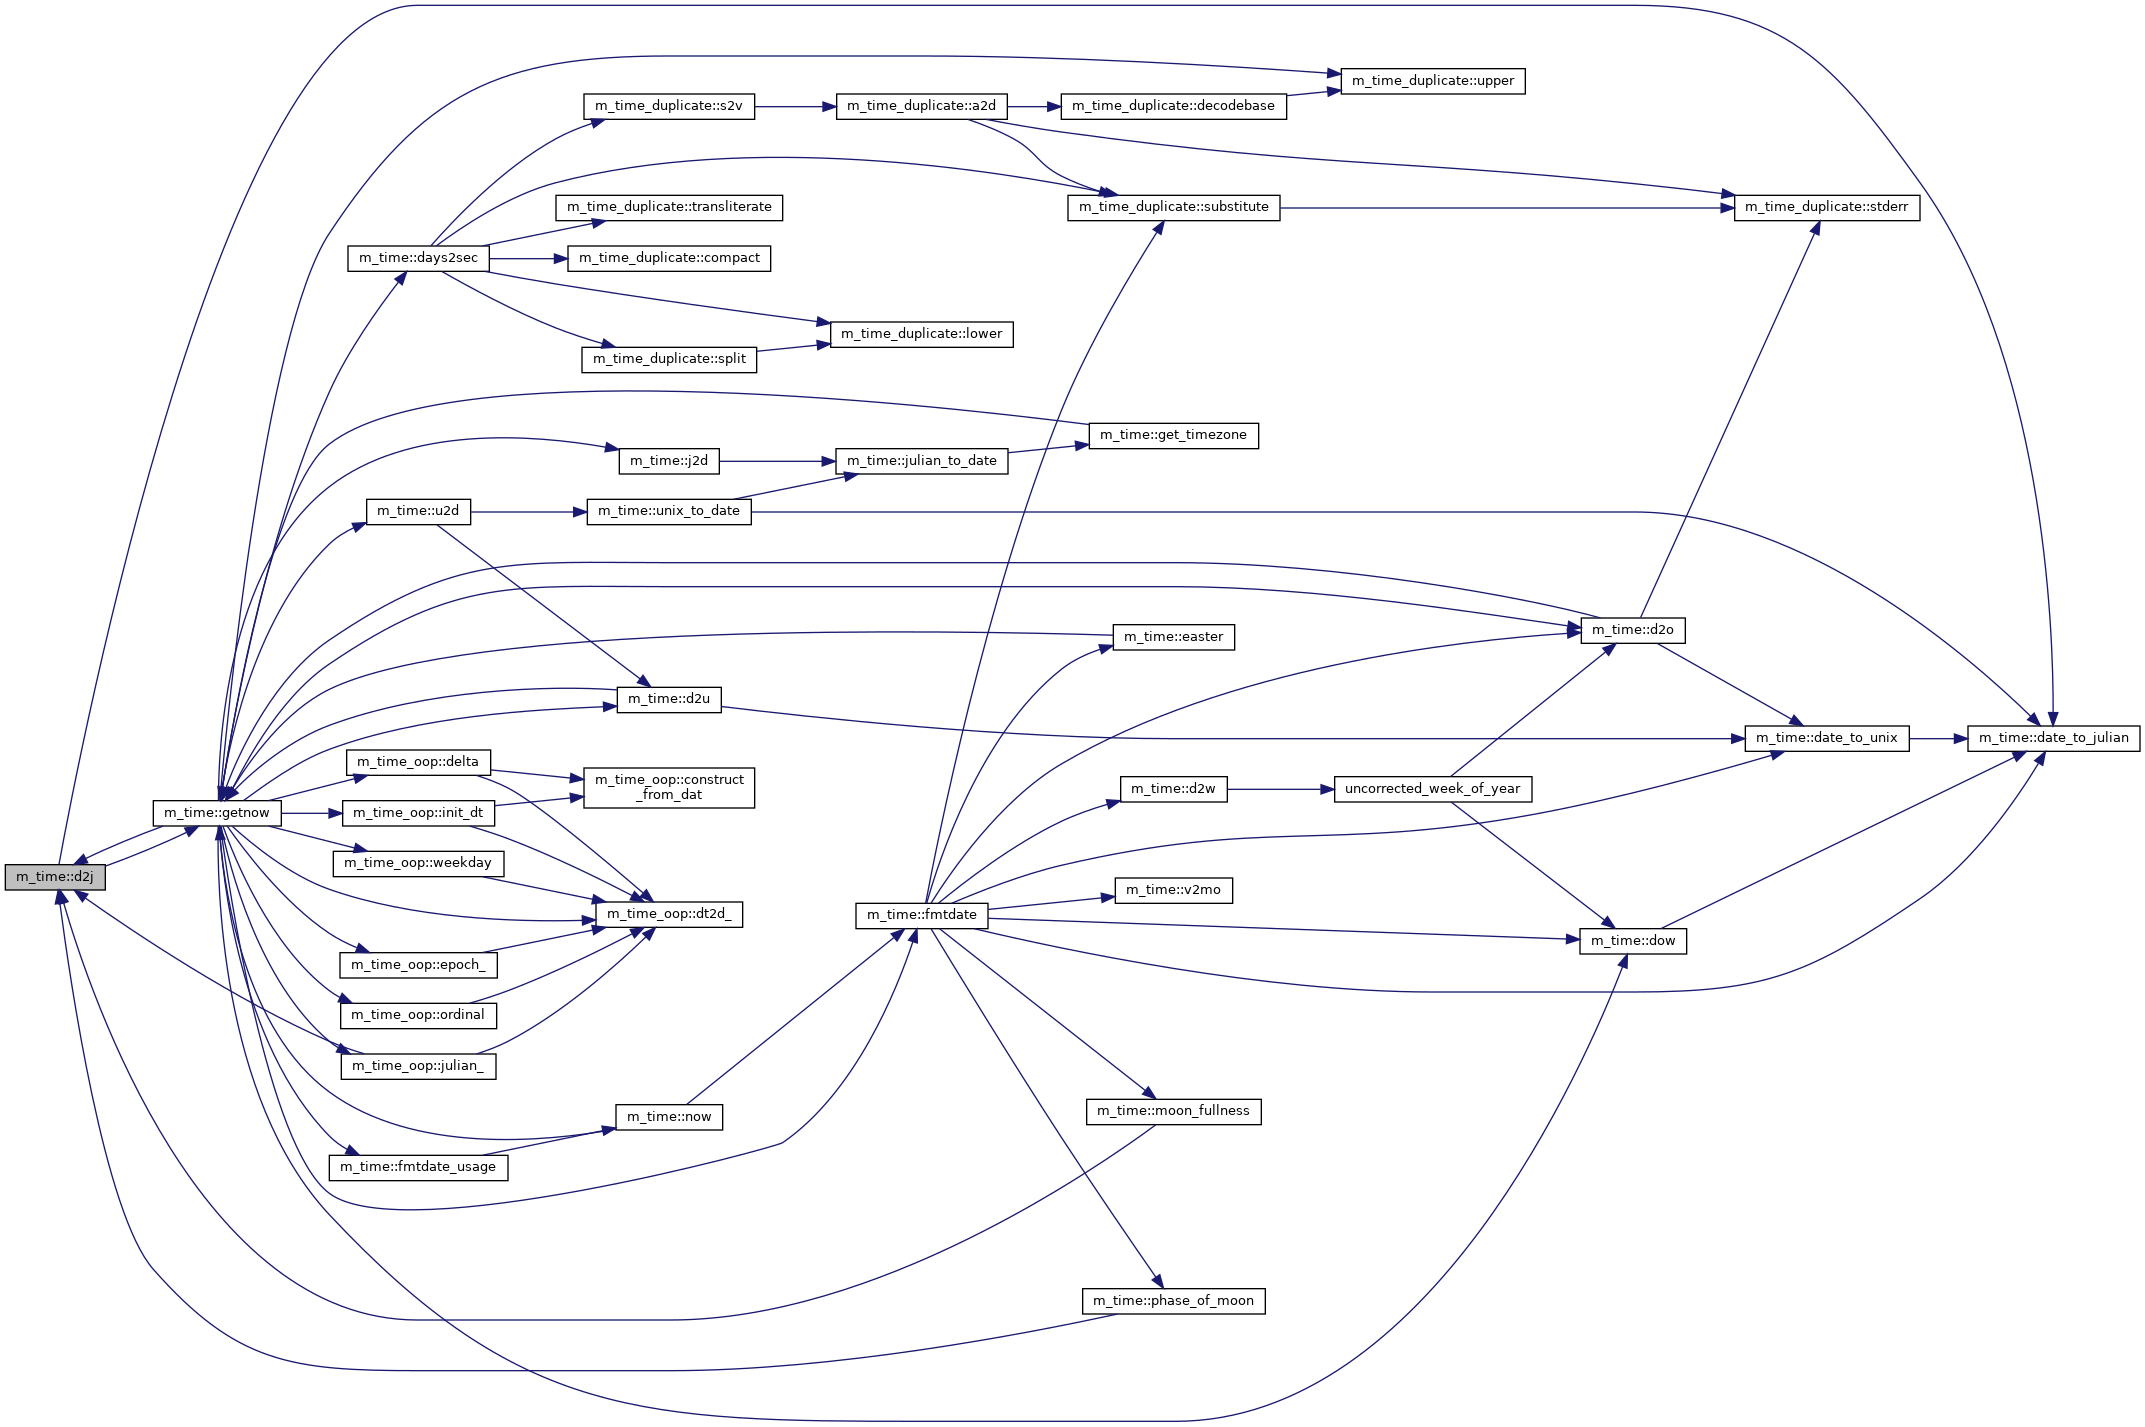 m_time_duplicate::upper
m_time_duplicate::s2v
m_time_duplicate::a2d
m_time_duplicate::decodebase
m_time_duplicate::transliterate
m_time_duplicate::substitute
m_time_duplicate::stderr
m_time::days2sec
m_time_duplicate::compact
m_time_duplicate::lower
m_time_duplicate::split
m_time::get_timezone
m_time::j2d
m_time::julian_to_date
m_time::u2d
m_time::unix_to_date
m_time::easter
m_time::d2o
m_time::d2u
m_time::date_to_unix
m_time::date_to_julian
m_time_oop::delta
m_time_oop::construct
_from_dat
m_time::d2w
uncorrected_week_of_year
m_time::getnow
m_time_oop::init_dt
m_time_oop::weekday
m_time::d2j
m_time::v2mo
m_time_oop::dt2d_
m_time::fmtdate
m_time::dow
m_time_oop::epoch_
m_time_oop::ordinal
m_time_oop::julian_
m_time::now
m_time::moon_fullness
m_time::fmtdate_usage
m_time::phase_of_moon